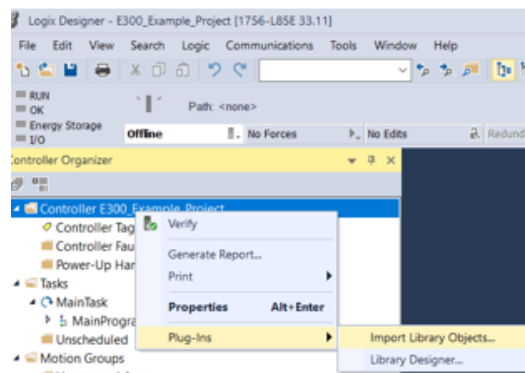 Logix Designer - E300_Example_Project [1756-L85E 33.11]
File Edit View Search Logic Communications Tools Window Help
RUN
OK
Energy Storage
I/O
Path: <none>
Offline No Forces No Edits Redund
Controller Organizer
Controller E300_Example_Project
Controller Tag
Controller Fau
Power-Up Han
Tasks
MainTask
MainProgra
Unscheduled
Motion Groups
Verify
Generate Report...
Print
Properties Alt+Enter
Plug-Ins
Import Library Objects...
Library Designer...